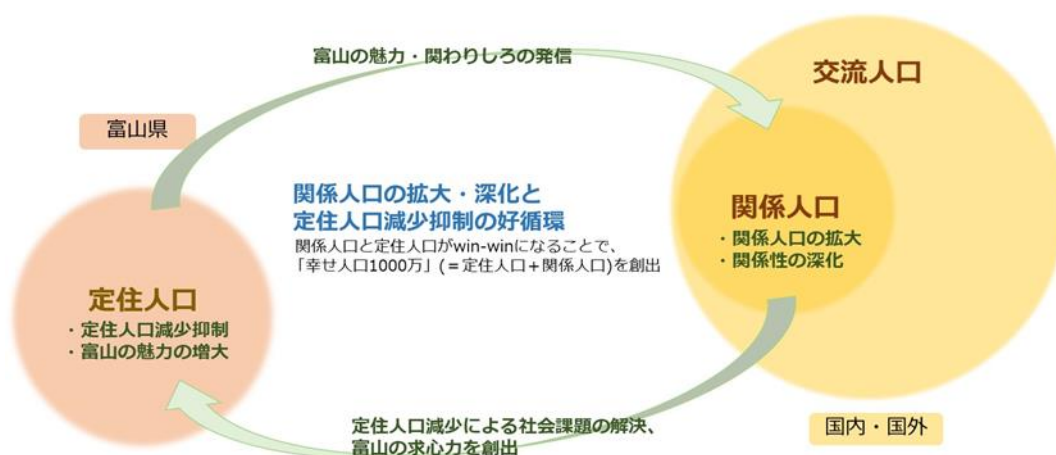 富山の魅力・関わりしろの発信
交流人口
富山県
関係人口の拡大・深化と
定住人口減少抑制の好循環
関係人口と定住人口がwin-winになることで、
「幸せ人口1000万」(＝定住人口＋関係人口)を創出
関係人口
・関係人口の拡大
・関係性の深化
定住人口
・定住人口減少抑制
・富山の魅力の増大
定住人口減少による社会課題の解決、
富山の求心力を創出
国内・国外